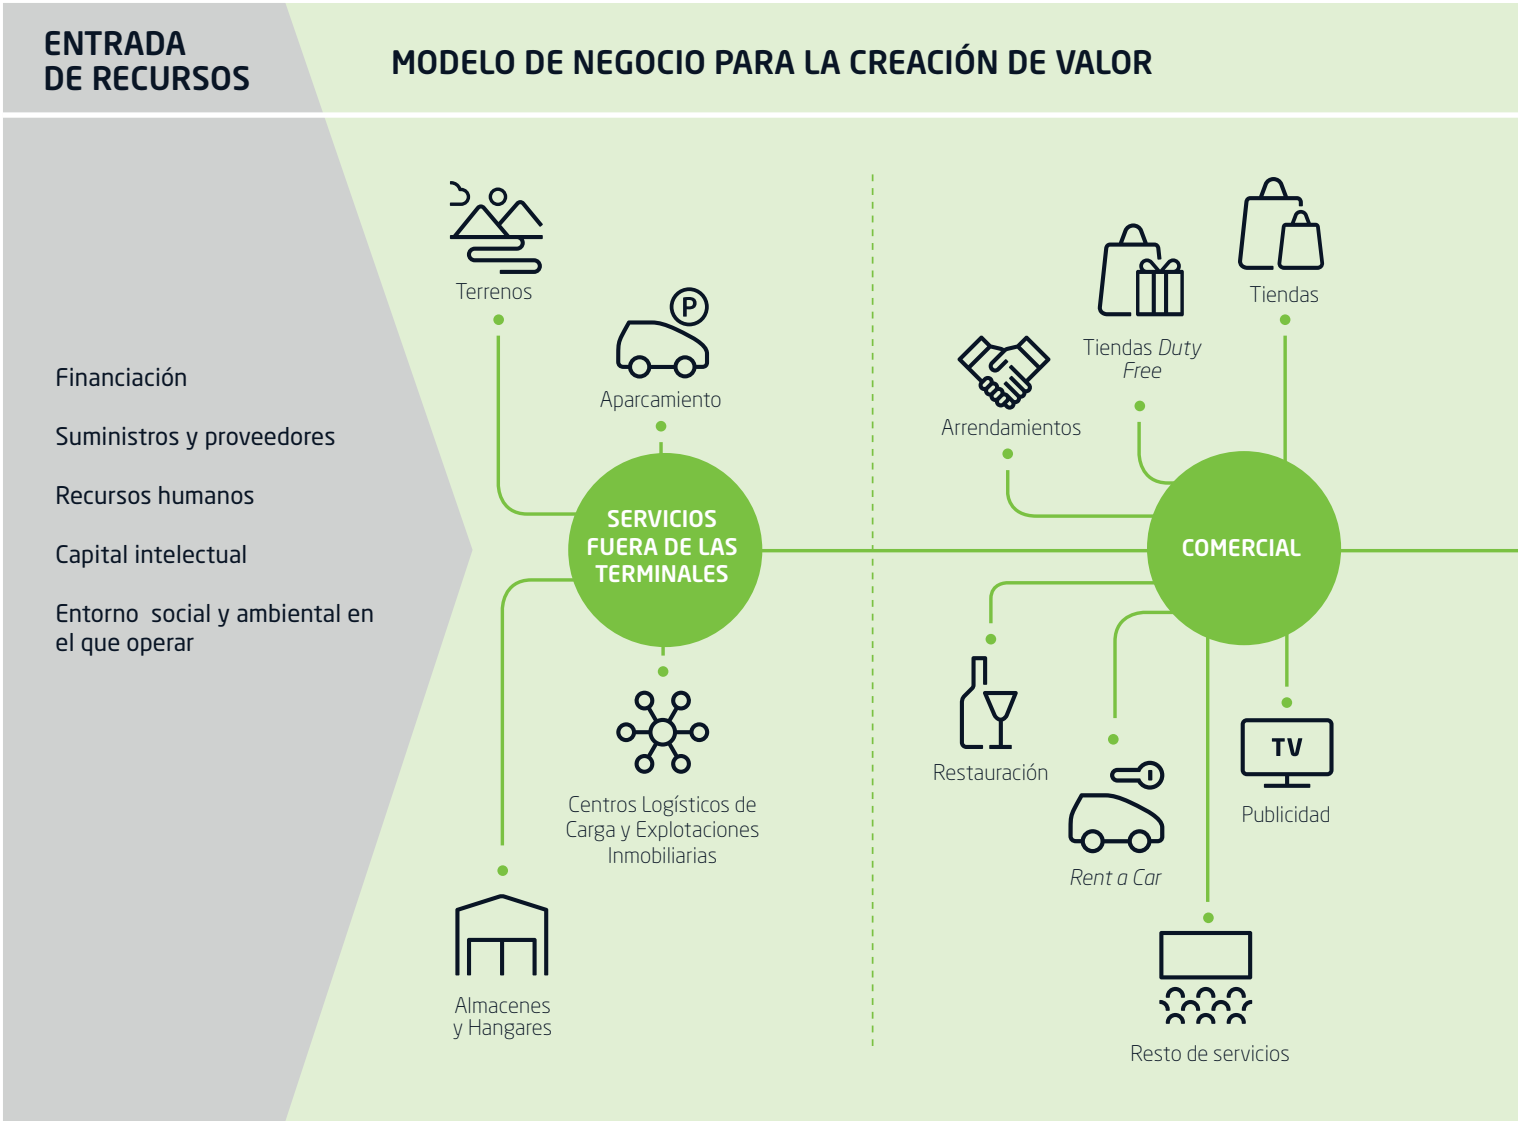 ENTRADA
DE RECURSOS
MODELO DE NEGOCIO PARA LA CREACIÓN DE VALOR
Financiación
Suministros y proveedores
Recursos humanos
Capital intelectual
Entorno social y ambiental en
el que operar
Terrenos
P
Aparcamiento
SERVICIOS
FUERA DE LAS
TERMINALES
Centros Logísticos de
Carga y Explotaciones
Inmobiliarias
Almacenes
y Hangares
Tiendas
Tiendas Duty
Free
Arrendamientos
COMERCIAL
Restauración
Rent a Car
TV
Publicidad
Resto de servicios